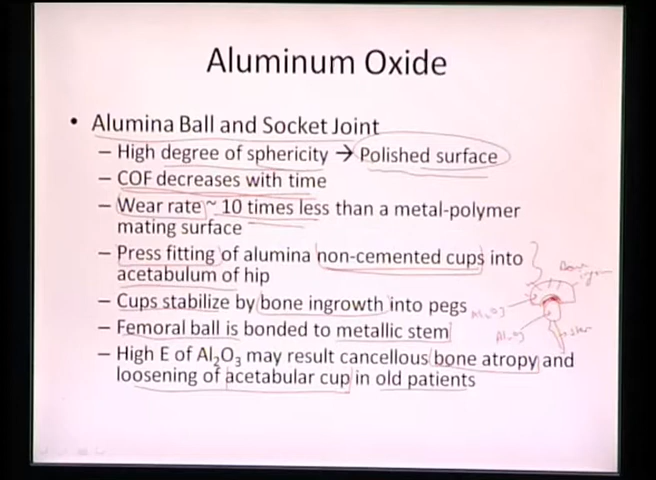 Aluminum Oxide
• Alumina Ball and Socket Joint
– High degree of sphericity → Polished surface
– COF decreases with time
– Wear rate ~ 10 times less than a metal-polymer
mating surface
– Press fitting of alumina non-cemented cups into
acetabulum of hip
– Cups stabilize by bone ingrowth into pegs
– Femoral ball is bonded to metallic stem
– High E of Al₂O₃ may result cancellous bone atropy and
loosening of acetabular cup in old patients
Bone
Al₂O₃
Al₂O₃